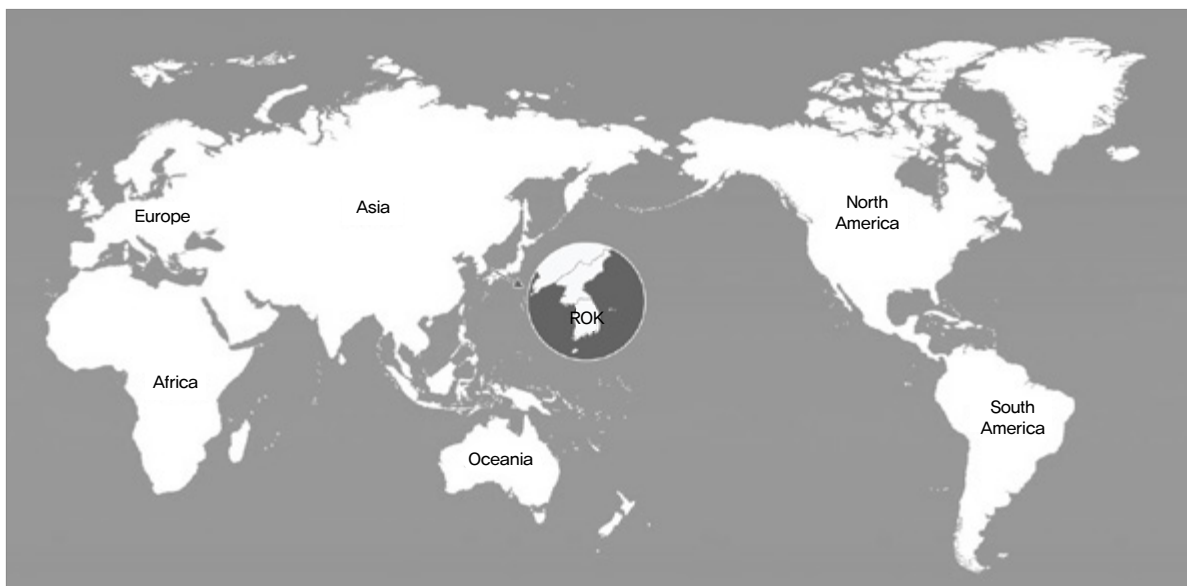 Europe
Asia
North
America
ROK
Africa
South
America
Oceania